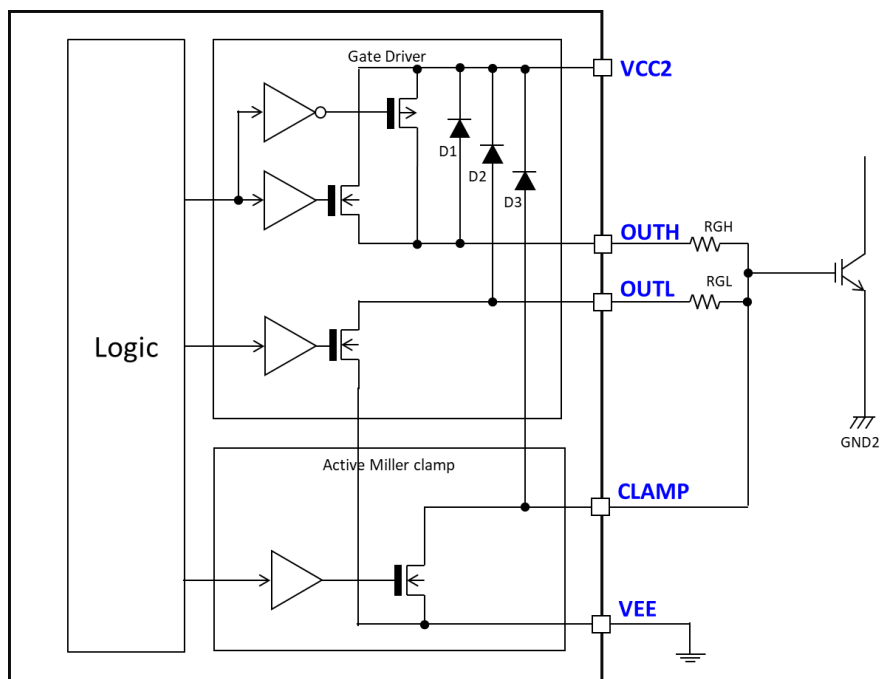 Gate Driver
VCC2
D1
D2
D3
OUTH
RGH
OUTL
RGL
Logic
GND2
Active Miller clamp
CLAMP
VEE